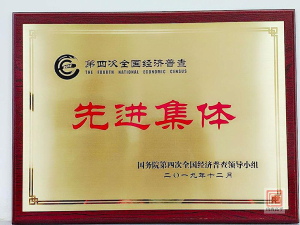 第四次全国经济普查
THE FOURTH NATIONAL ECONOMIC CENSUS
先进集体
国务院第四次全国经济普查领导小组
二〇一九年十二月